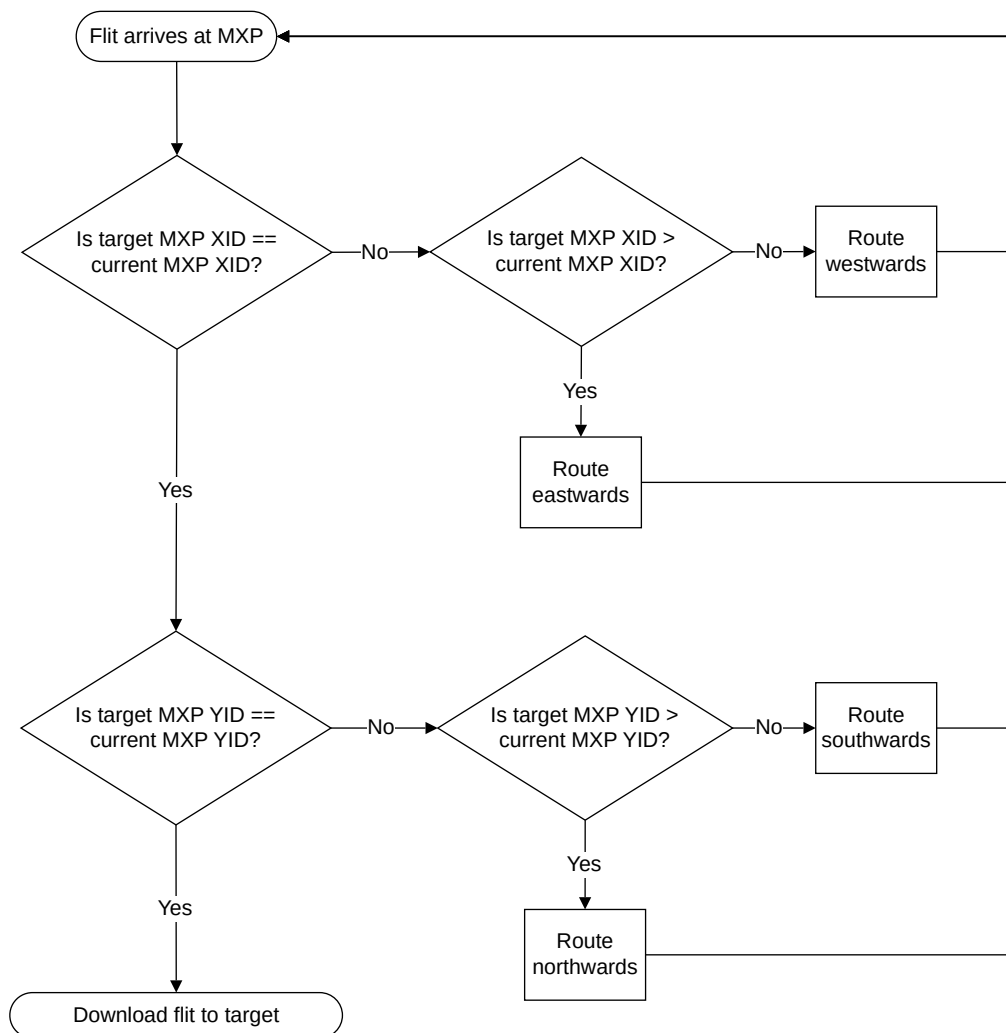 Flit arrives at MXP
Is target MXP XID ==
current MXP XID?
No
Is target MXP XID >
current MXP XID?
No
Route
westwards
Yes
Route
eastwards
Yes
Is target MXP YID ==
current MXP YID?
No
Is target MXP YID >
current MXP YID?
No
Route
southwards
Yes
Route
northwards
Yes
Download flit to target